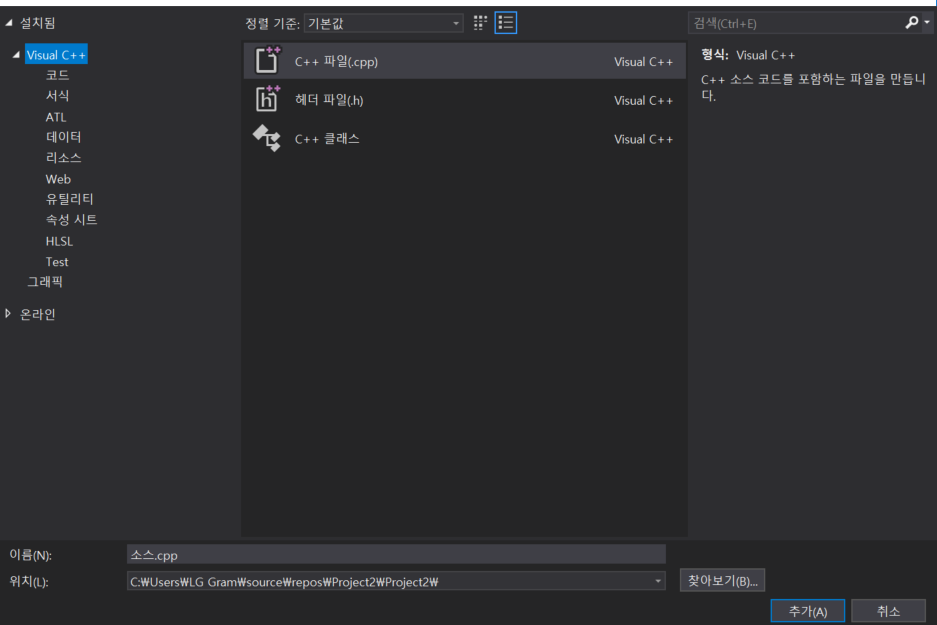 설치됨
정렬 기준: 기본값
검색(Ctrl+E)
Visual C++
코드
서식
ATL
데이터
리소스
Web
유틸리티
속성 시트
HLSL
Test
그래픽
온라인
C++ 파일(.cpp) Visual C++
헤더 파일(.h) Visual C++
C++ 클래스 Visual C++
형식: Visual C++
C++ 소스 코드를 포함하는 파일을 만듭니
다.
이름(N): 소스.cpp
위치(L): C:₩Users₩LG Gram₩source₩repos₩Project2₩Project2₩ 찾아보기(B)...
추가(A) 취소